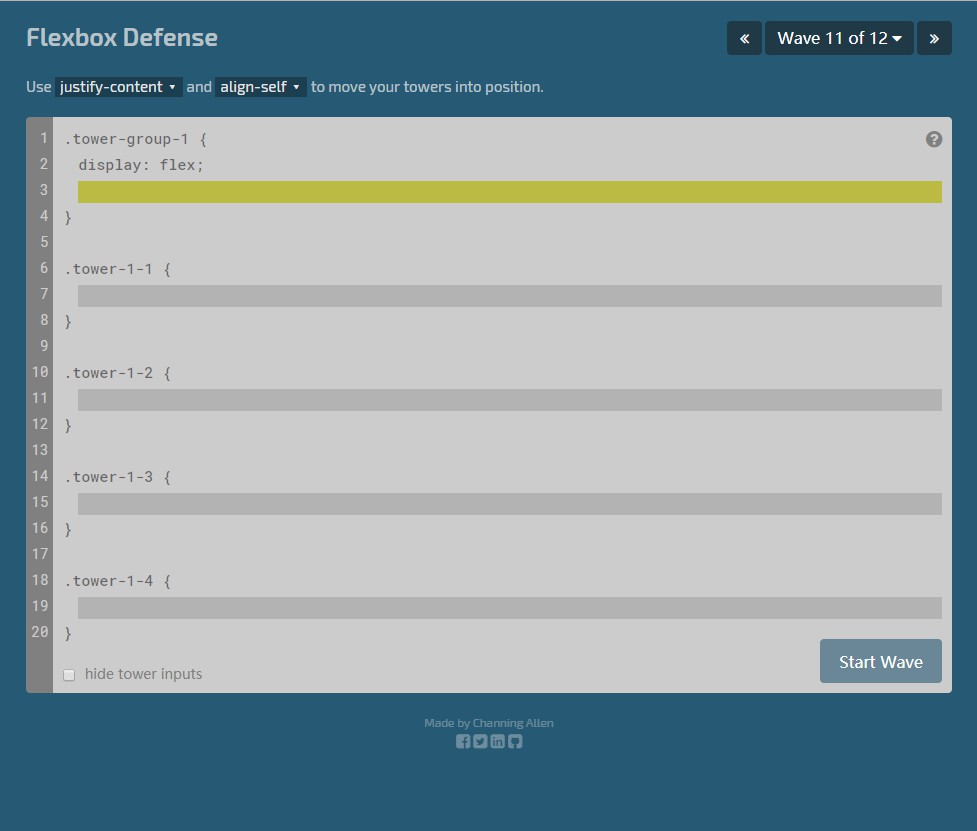 Flexbox Defense
« Wave 11 of 12 »
Use justify-content and align-self to move your towers into position.
1 .tower-group-1 {
2 display: flex;
3
4 }
5
6 .tower-1-1 {
7
8 }
9
10 .tower-1-2 {
11
12 }
13
14 .tower-1-3 {
15
16 }
17
18 .tower-1-4 {
19
20 }
hide tower inputs
Start Wave
Made by Channing Allen